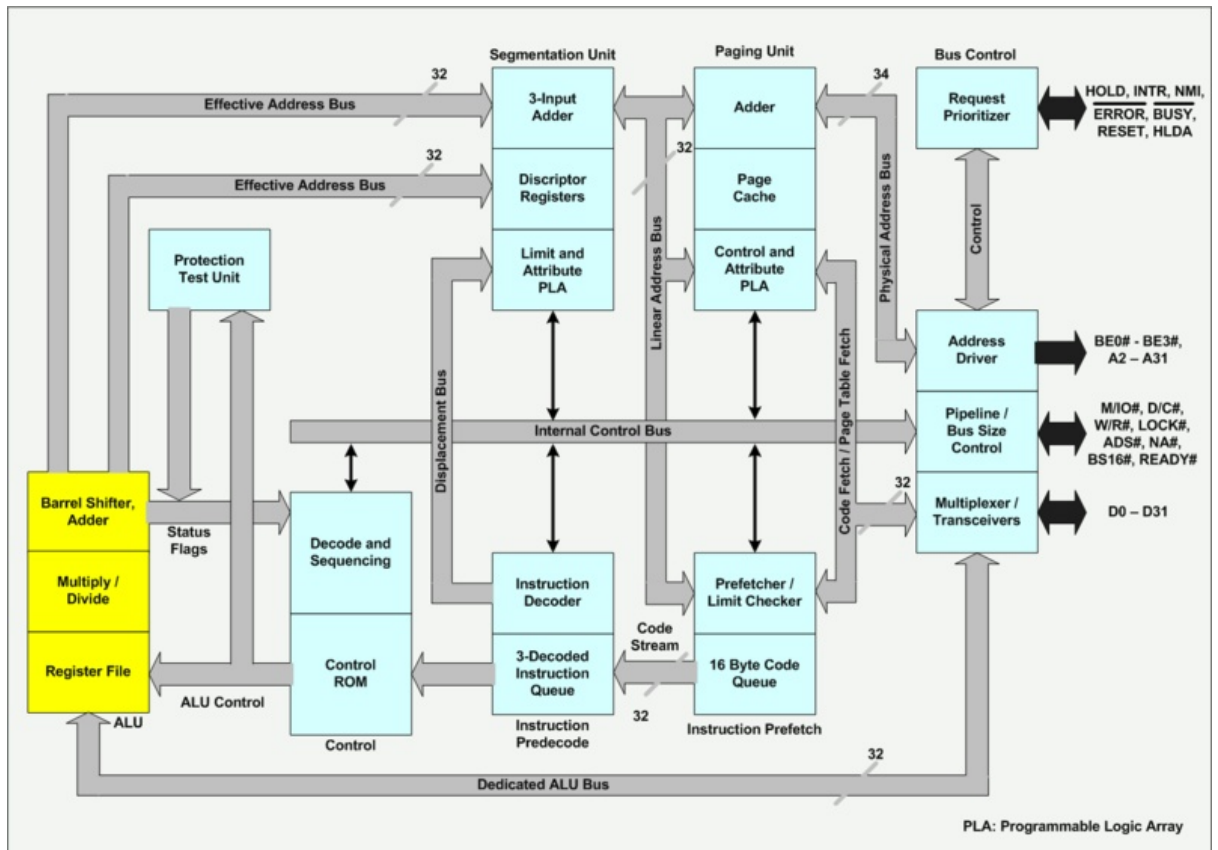 Segmentation Unit
Paging Unit
Bus Control
32
Effective Address Bus
3-Input
Adder
Adder
34
Request
Prioritizer
HOLD, INTR, NMI,
ERROR, BUSY,
RESET, HLDA
32
Effective Address Bus
32
Discriptor
Registers
Page
Cache
Protection
Test Unit
Limit and
Attribute
PLA
Linear Address Bus
Control and
Attribute
PLA
Physical Address Bus
Control
Displacement Bus
Code Fetch / Page Table Fetch
Address
Driver
BE0# - BE3#,
A2 – A31
Internal Control Bus
Pipeline /
Bus Size
Control
M/IO#, D/C#,
W/R#, LOCK#,
ADS#, NA#,
BS16#, READY#
Barrel Shifter,
Adder
Status
Flags
32
Multiplexer /
Transceivers
D0 – D31
Decode and
Sequencing
Multiply /
Divide
Instruction
Decoder
Prefetcher /
Limit Checker
Register File
ALU Control
Control
ROM
3-Decoded
Instruction
Queue
Code
Stream
32
16 Byte Code
Queue
ALU
Control
Instruction
Predecode
Instruction Prefetch
32
Dedicated ALU Bus
PLA: Programmable Logic Array